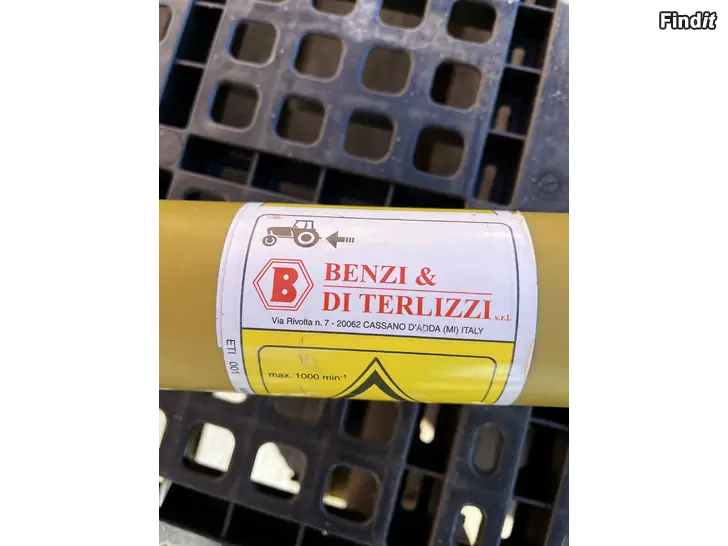 Findit
B
BENZI &
DI TERLIZZI s.r.l.
Via Rivolta n. 7 - 20062 CASSANO D'ADDA (MI) ITALY
ETI 001
max. 1000 min⁻¹